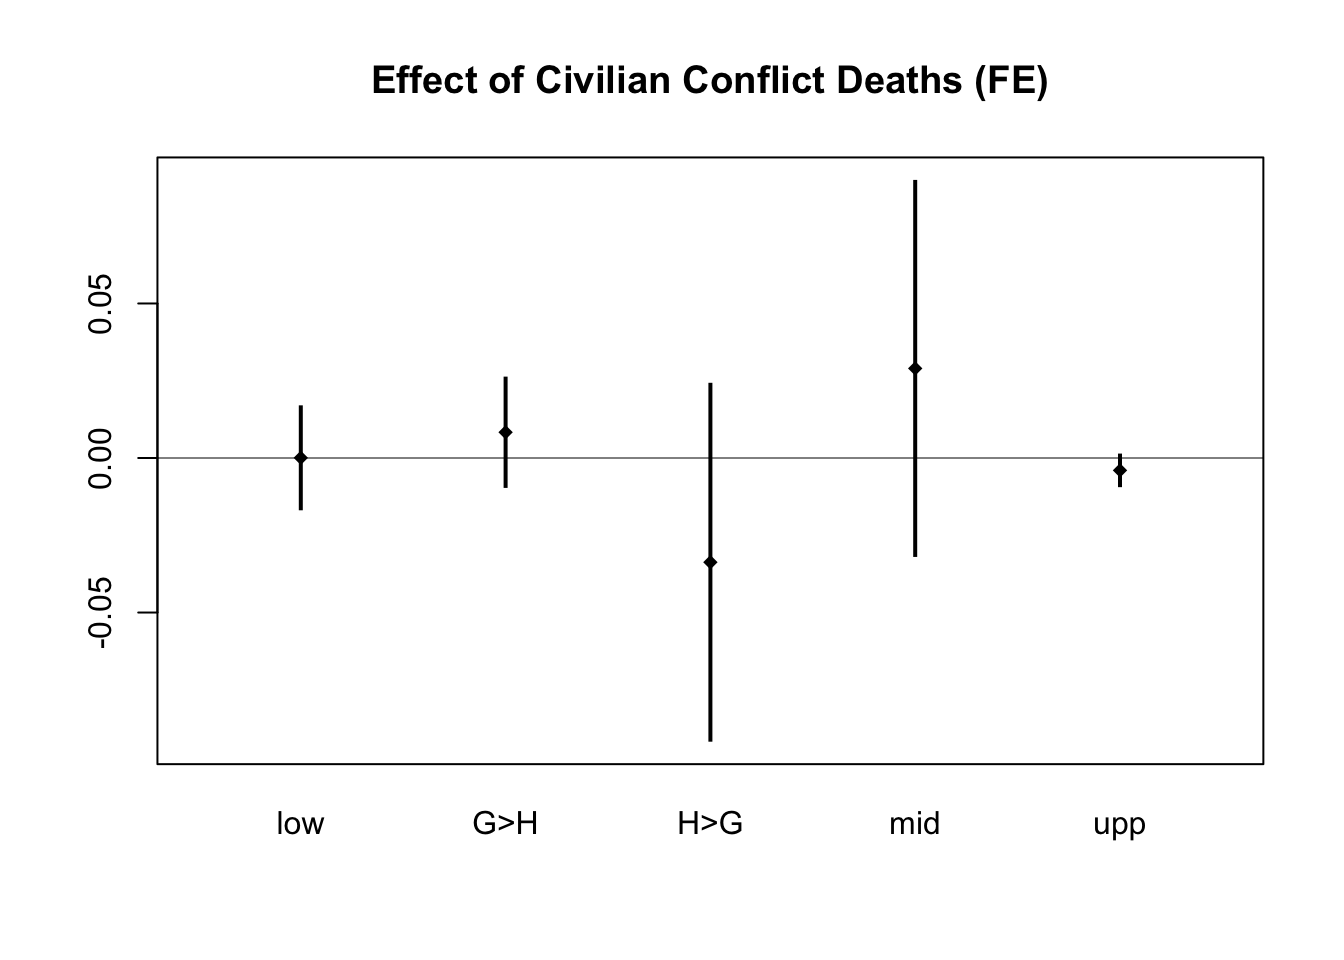 Effect of Civilian Conflict Deaths (FE)
0.05
0.00
-0.05
low G>H H>G mid upp